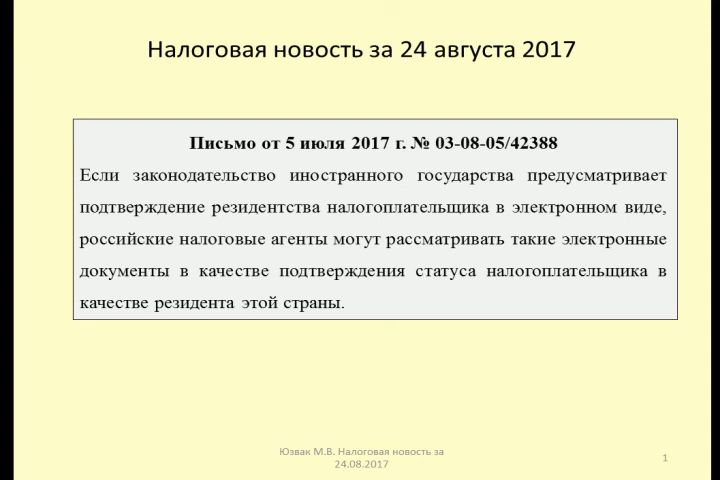 Налоговая новость за 24 августа 2017
Письмо от 5 июля 2017 г. № 03-08-05/42388
Если законодательство иностранного государства предусматривает
подтверждение резидентства налогоплательщика в электронном виде,
российские налоговые агенты могут рассматривать такие электронные
документы в качестве подтверждения статуса налогоплательщика в
качестве резидента этой страны.
Юзвак М.В. Налоговая новость за
24.08.2017
1